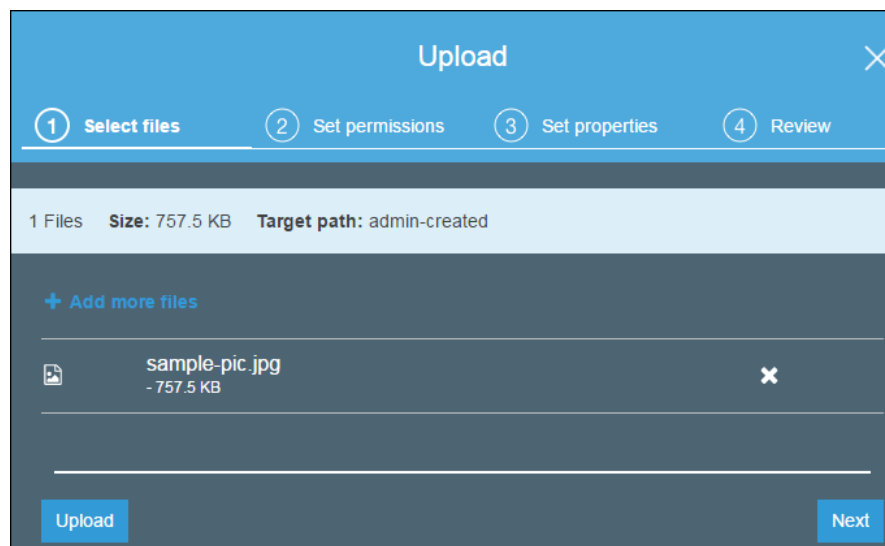 Upload
1 Select files 2 Set permissions 3 Set properties 4 Review
1 Files Size: 757.5 KB Target path: admin-created
+ Add more files
sample-pic.jpg
- 757.5 KB
Upload Next